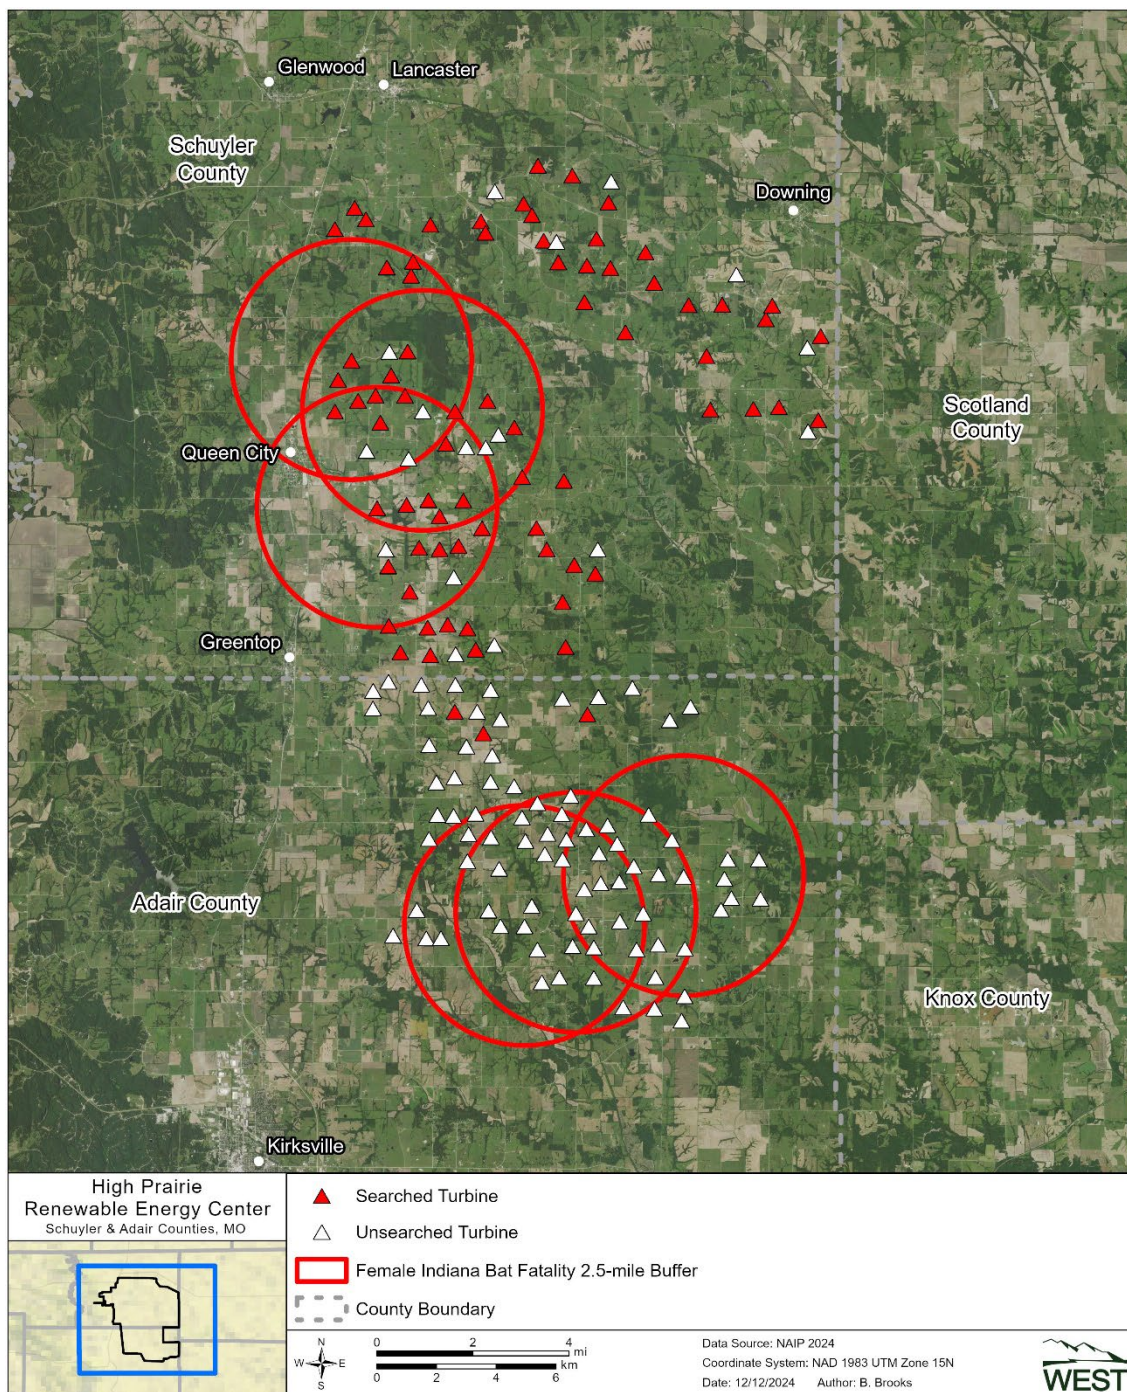 Glenwood
Lancaster
Schuyler
County
Downing
Scotland
County
Queen City
Greentop
Adair County
Knox County
Kirksville
High Prairie
Renewable Energy Center
Schuyler & Adair Counties, MO
Searched Turbine
Unsearched Turbine
Female Indiana Bat Fatality 2.5-mile Buffer
County Boundary
N
W E
S
0 2 4
mi
km
0 2 4 6
Data Source: NAIP 2024
Coordinate System: NAD 1983 UTM Zone 15N
Date: 12/12/2024 Author: B. Brooks
WEST